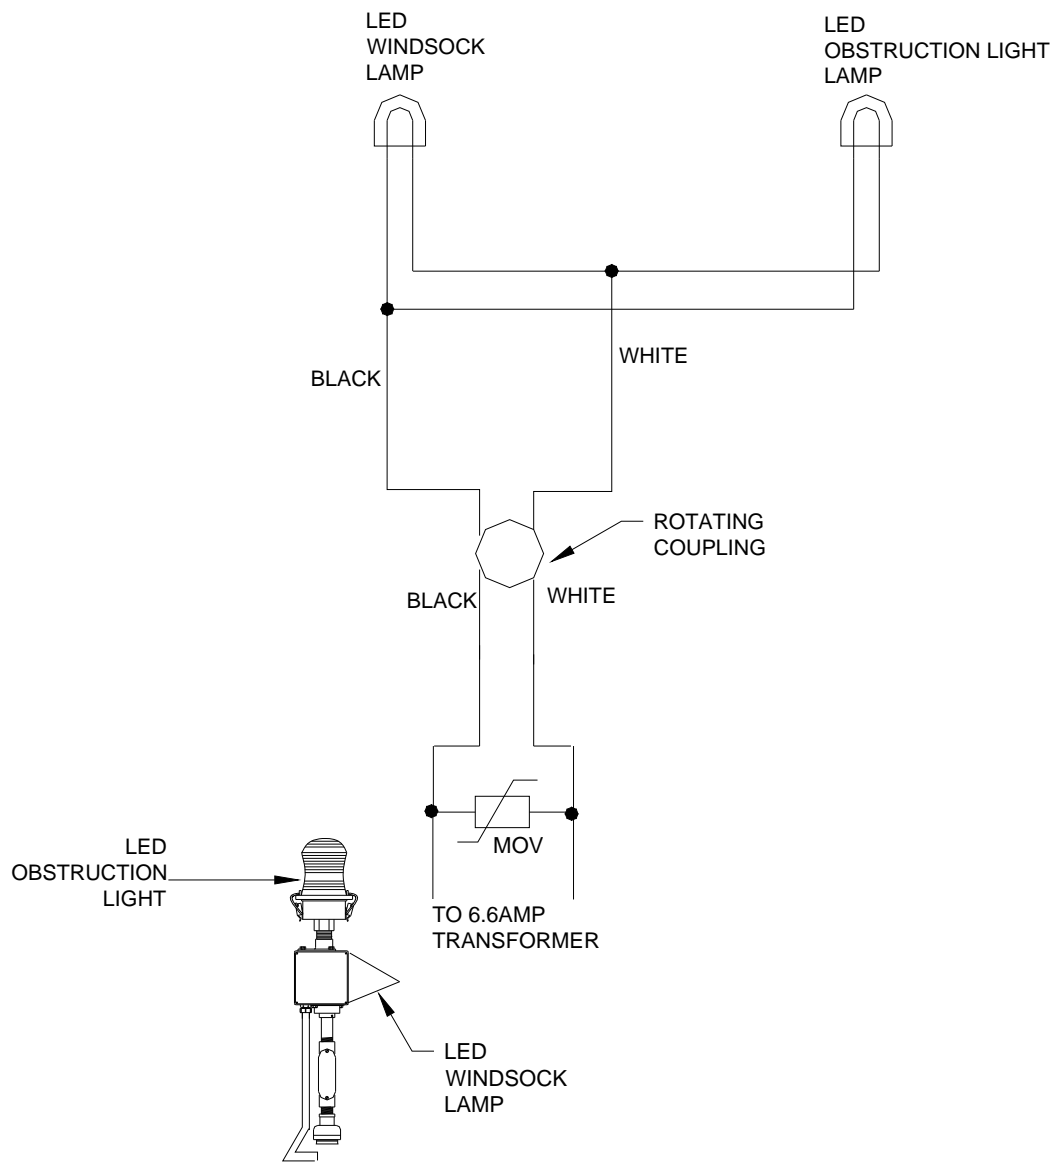 LED
WINDSOCK
LAMP
LED
OBSTRUCTION LIGHT
LAMP
WHITE
BLACK
ROTATING
COUPLING
BLACK
WHITE
MOV
TO 6.6AMP
TRANSFORMER
LED
OBSTRUCTION
LIGHT
LED
WINDSOCK
LAMP